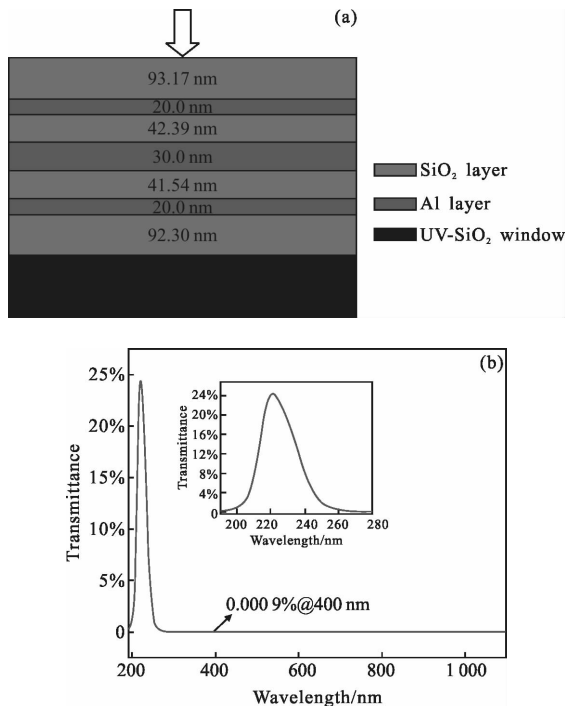 (a)
93.17 nm
20.0 nm
42.39 nm
30.0 nm
41.54 nm
20.0 nm
92.30 nm
SiO₂ layer
Al layer
UV-SiO₂ window
(b)
25%
20%
15%
10%
5%
0
Transmittance
24%
20%
16%
12%
8%
4%
0
Transmittance
200 220 240 260 280
Wavelength/nm
0.000 9%@400 nm
200 400 600 800 1 000
Wavelength/nm